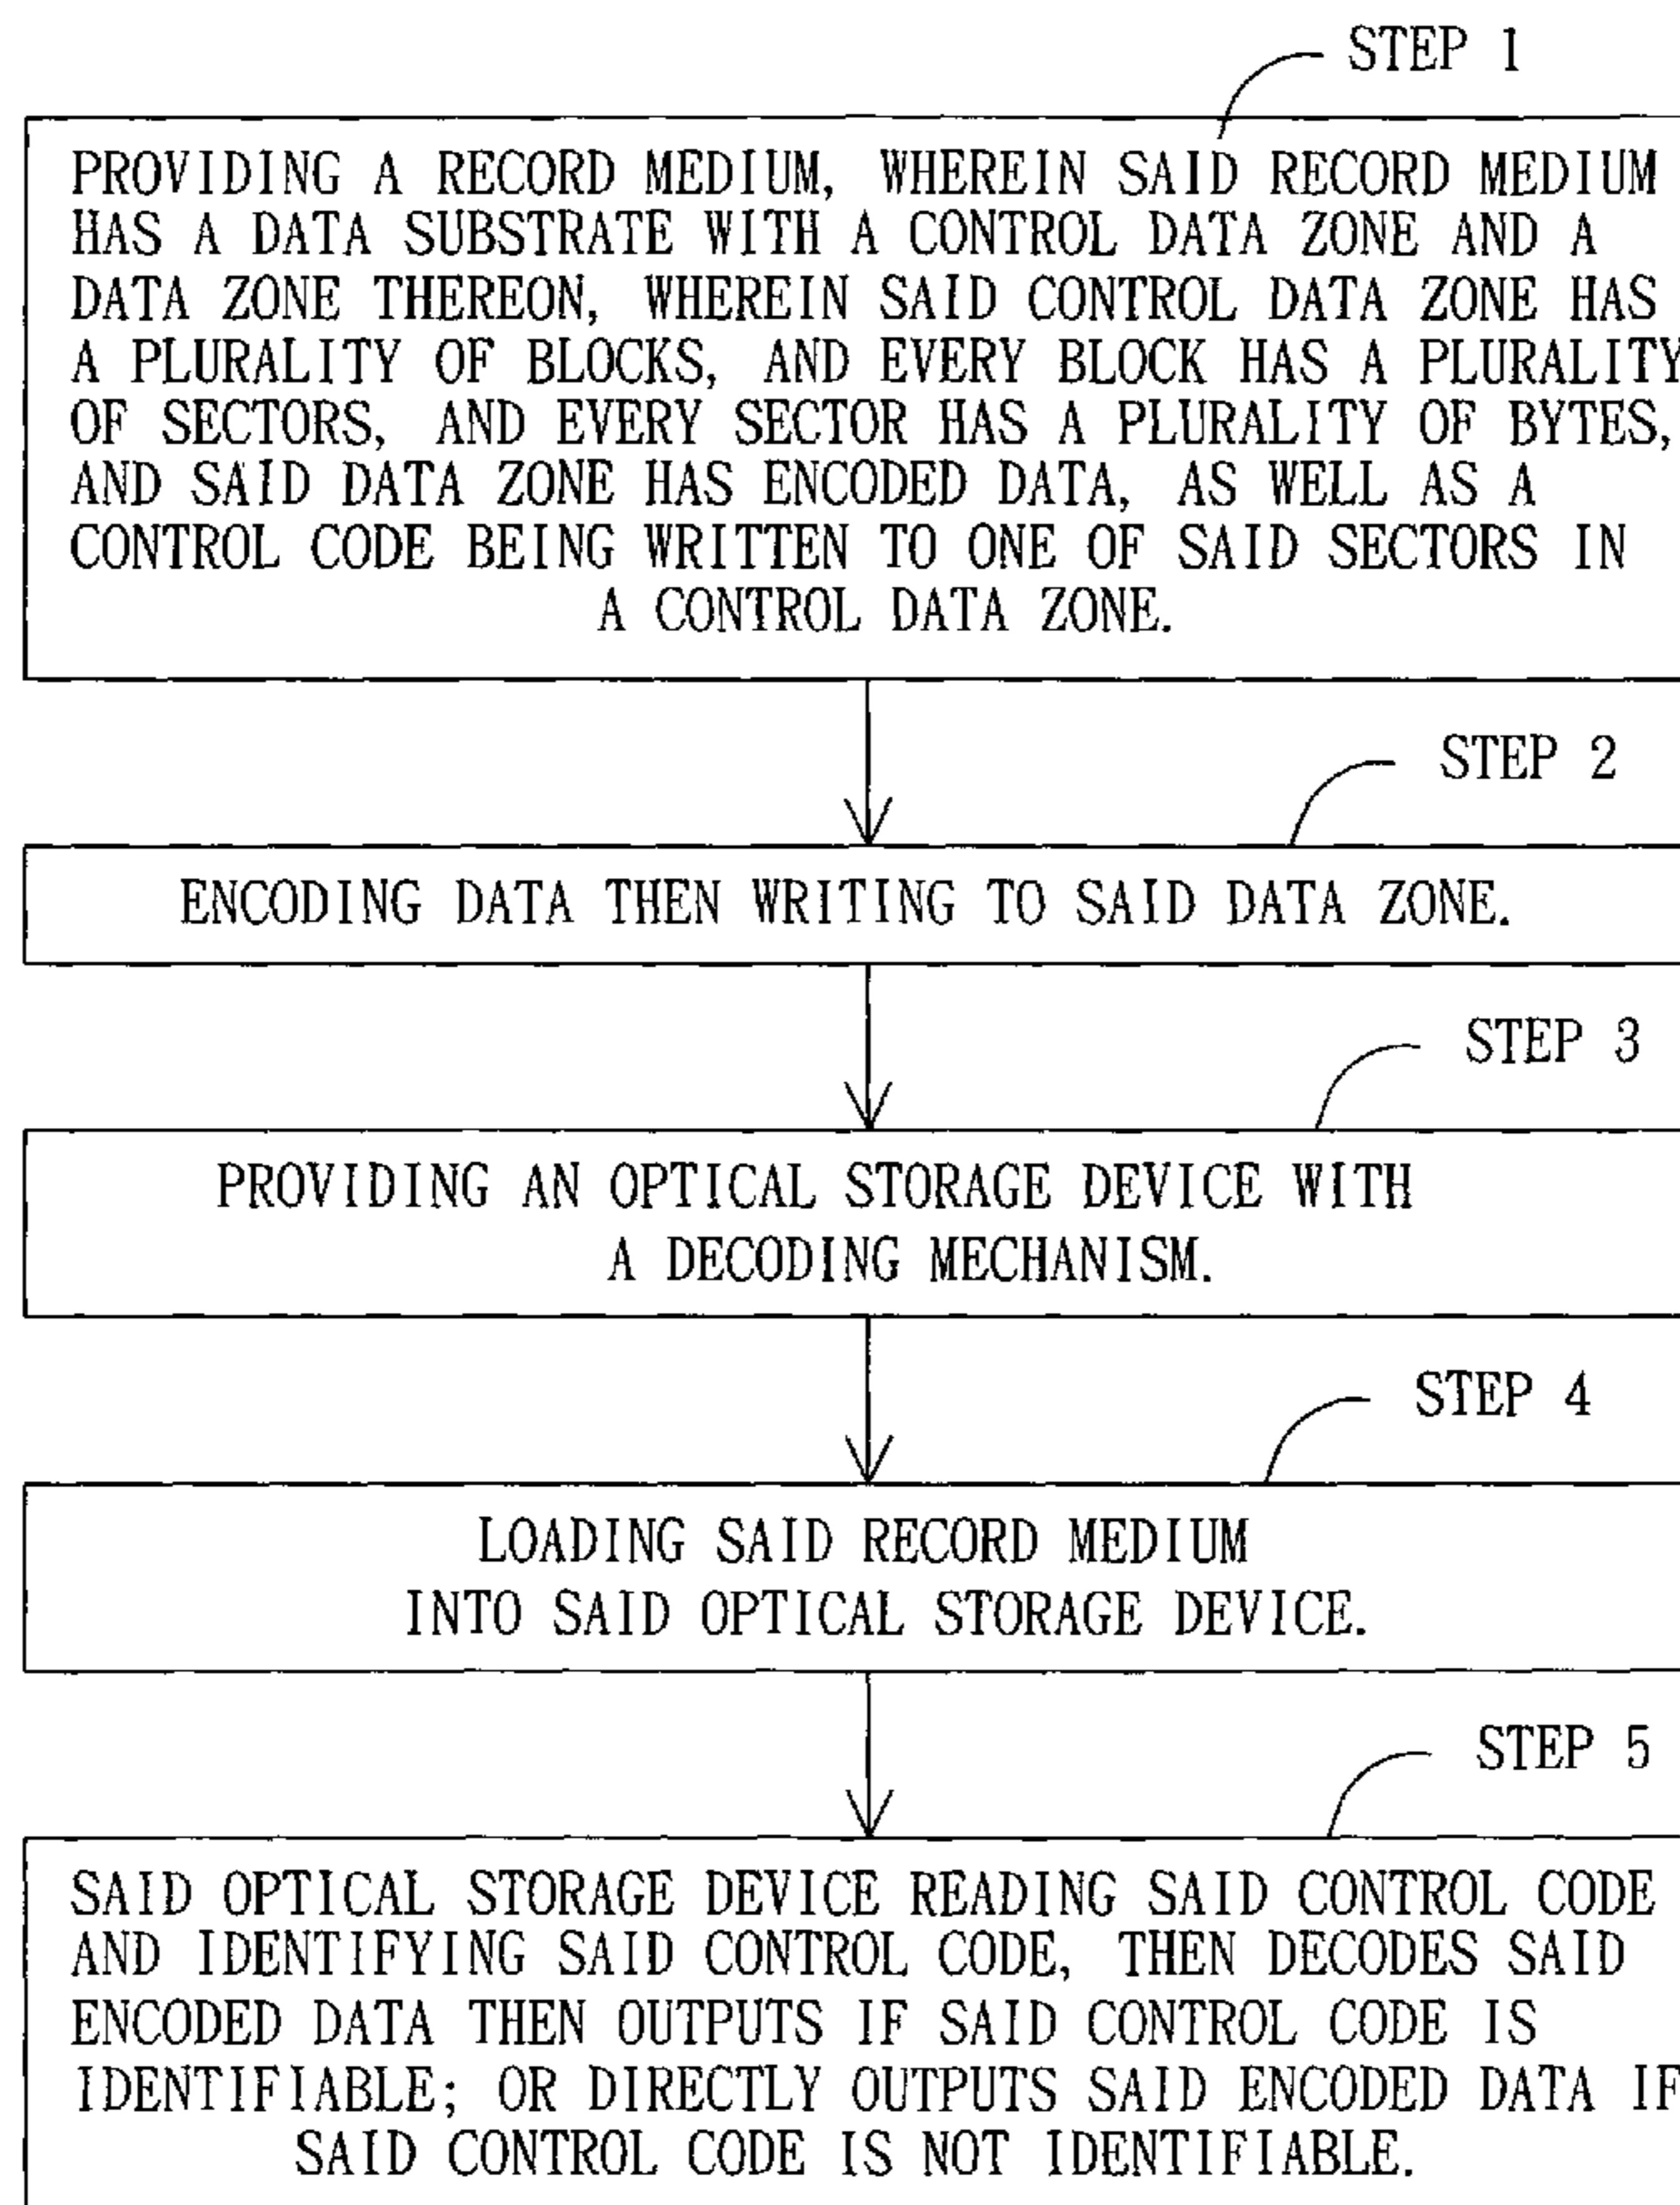 STEP 1
PROVIDING A RECORD MEDIUM, WHEREIN SAID RECORD MEDIUM
HAS A DATA SUBSTRATE WITH A CONTROL DATA ZONE AND A
DATA ZONE THEREON, WHEREIN SAID CONTROL DATA ZONE HAS
A PLURALITY OF BLOCKS, AND EVERY BLOCK HAS A PLURALITY
OF SECTORS, AND EVERY SECTOR HAS A PLURALITY OF BYTES,
AND SAID DATA ZONE HAS ENCODED DATA, AS WELL AS A
CONTROL CODE BEING WRITTEN TO ONE OF SAID SECTORS IN
A CONTROL DATA ZONE.
STEP 2
ENCODING DATA THEN WRITING TO SAID DATA ZONE.
STEP 3
PROVIDING AN OPTICAL STORAGE DEVICE WITH
A DECODING MECHANISM.
STEP 4
LOADING SAID RECORD MEDIUM
INTO SAID OPTICAL STORAGE DEVICE.
STEP 5
SAID OPTICAL STORAGE DEVICE READING SAID CONTROL CODE
AND IDENTIFYING SAID CONTROL CODE, THEN DECODES SAID
ENCODED DATA THEN OUTPUTS IF SAID CONTROL CODE IS
IDENTIFIABLE; OR DIRECTLY OUTPUTS SAID ENCODED DATA IF
SAID CONTROL CODE IS NOT IDENTIFIABLE.